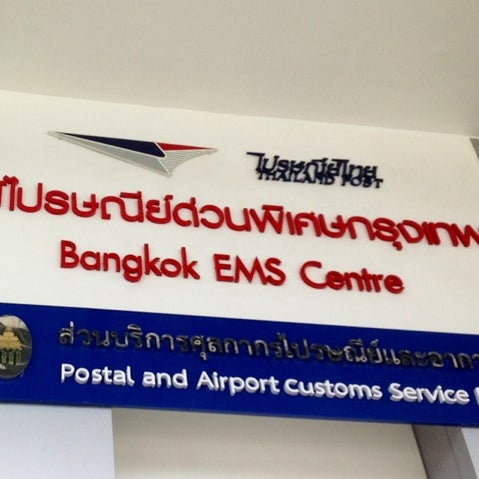 ไปรษณีย์ไทย
THAILAND POST
ไปรษณีย์ด่วนพิเศษกรุงเทพ
Bangkok EMS Centre
ส่วนบริการศุลกากรไปรษณีย์และอากา
Postal and Airport Customs Service